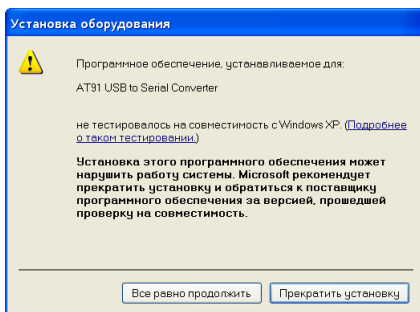 Установка оборудования
Программное обеспечение, устанавливаемое для:
AT91 USB to Serial Converter
не тестировалось на совместимость с Windows XP. (Подробнее
о таком тестировании.)
Установка этого программного обеспечения может
нарушить работу системы. Microsoft рекомендует
прекратить установку и обратиться к поставщику
программного обеспечения за версией, прошедшей
проверку на совместимость.
Все равно продолжить
Прекратить установку